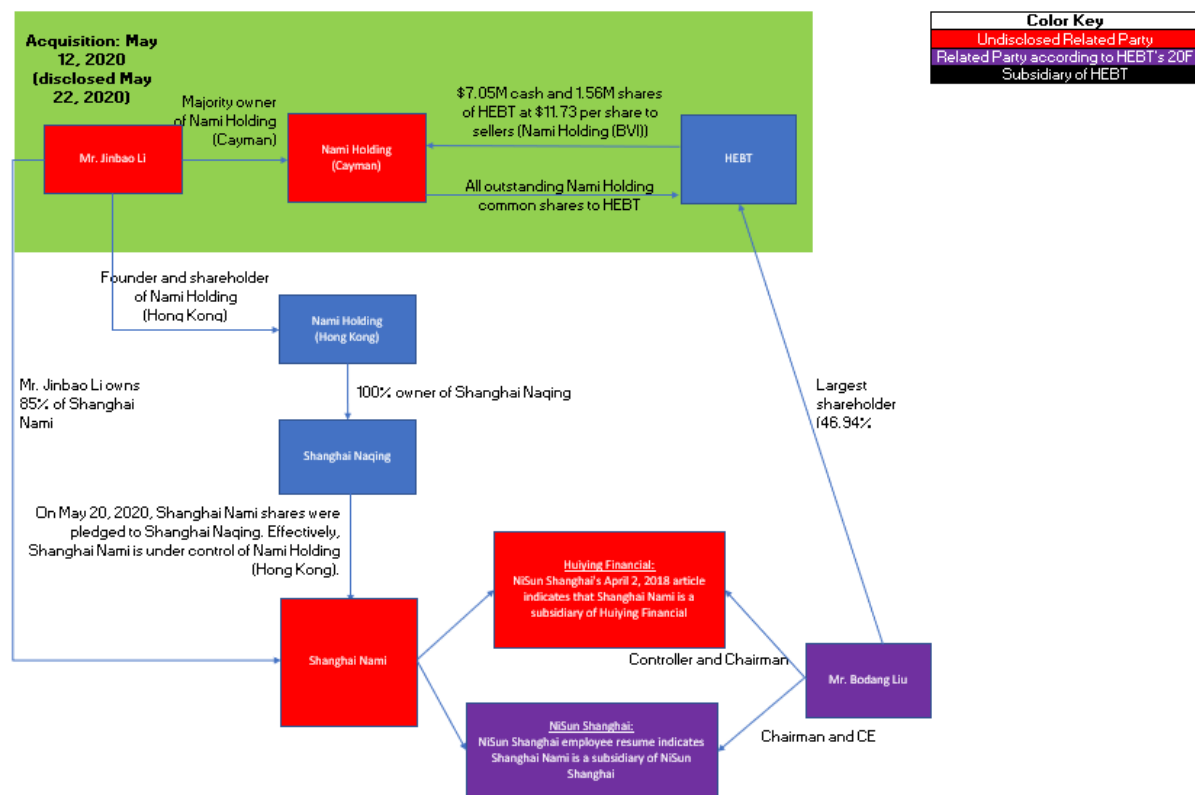 Acquisition: May
12, 2020
(disclosed May
22, 2020)
Majority owner
of Nami Holding
(Cayman)
$7.05M cash and 1.56M shares
of HEBT at $11.73 per share to
sellers (Nami Holding (BVI))
Mr. Jinbao Li
Nami Holding
(Cayman)
HEBT
All outstanding Nami Holding
common shares to HEBT
Color Key
Undisclosed Related Party
Related Party according to HEBT's 20F
Subsidiary of HEBT
Founder and shareholder
of Nami Holding
(Hong Kong)
Nami Holding
(Hong Kong)
Mr. Jinbao Li owns
85% of Shanghai
Nami
100% owner of Shanghai Naqing
Largest
shareholder
(46.94%
Shanghai Naqing
On May 20, 2020, Shanghai Nami shares were
pledged to Shanghai Naqing. Effectively,
Shanghai Nami is under control of Nami Holding
(Hong Kong).
Huiying Financial:
NiSun Shanghai's April 2, 2018 article
indicates that Shanghai Nami is a
subsidiary of Huiying Financial
Shanghai Nami
Controller and Chairman
Mr. Bodang Liu
NiSun Shanghai:
NiSun Shanghai employee resume indicates
Shanghai Nami is a subsidiary of NiSun
Shanghai
Chairman and CE